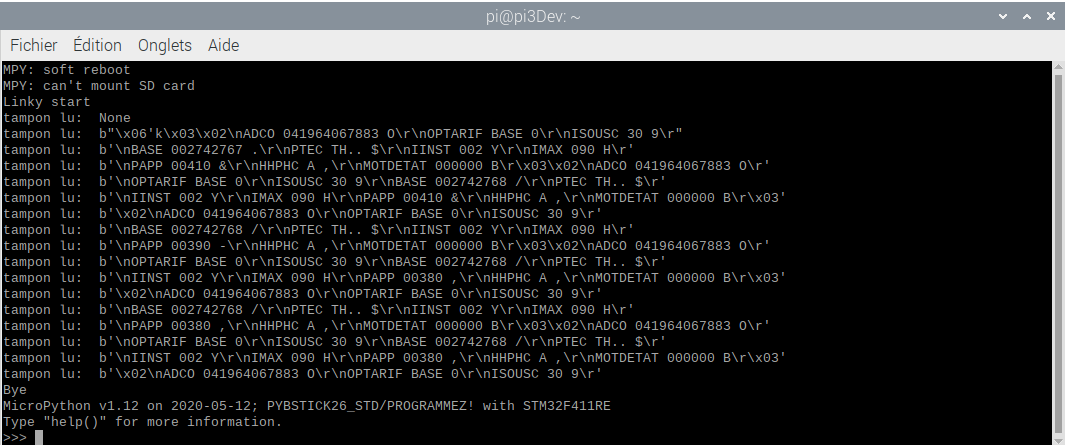 pi@pi3Dev: ~
Fichier Édition Onglets Aide
MPY: soft reboot
MPY: can't mount SD card
Linky start
tampon lu:  None
tampon lu:  b"\x06'k\x03\x02\nADCO 041964067883 O\r\nOPTARIF BASE 0\r\nISOUSC 30 9\r"
tampon lu:  b'\nBASE 002742767 .\r\nPTEC TH.. $\r\nIINST 002 Y\r\nIMAX 090 H\r'
tampon lu:  b'\nPAPP 00410 &\r\nHHPHC A ,\r\nMOTDETAT 000000 B\r\x03\x02\nADCO 041964067883 O\r'
tampon lu:  b'\nOPTARIF BASE 0\r\nISOUSC 30 9\r\nBASE 002742768 /\r\nPTEC TH.. $\r'
tampon lu:  b'\nIINST 002 Y\r\nIMAX 090 H\r\nPAPP 00410 &\r\nHHPHC A ,\r\nMOTDETAT 000000 B\r\x03'
tampon lu:  b'\x02\nADCO 041964067883 O\r\nOPTARIF BASE 0\r\nISOUSC 30 9\r'
tampon lu:  b'\nBASE 002742768 /\r\nPTEC TH.. $\r\nIINST 002 Y\r\nIMAX 090 H\r'
tampon lu:  b'\nPAPP 00390 -\r\nHHPHC A ,\r\nMOTDETAT 000000 B\r\x03\x02\nADCO 041964067883 O\r'
tampon lu:  b'\nOPTARIF BASE 0\r\nISOUSC 30 9\r\nBASE 002742768 /\r\nPTEC TH.. $\r'
tampon lu:  b'\nIINST 002 Y\r\nIMAX 090 H\r\nPAPP 00380 ,\r\nHHPHC A ,\r\nMOTDETAT 000000 B\r\x03'
tampon lu:  b'\x02\nADCO 041964067883 O\r\nOPTARIF BASE 0\r\nISOUSC 30 9\r'
tampon lu:  b'\nBASE 002742768 /\r\nPTEC TH.. $\r\nIINST 002 Y\r\nIMAX 090 H\r'
tampon lu:  b'\nPAPP 00380 ,\r\nHHPHC A ,\r\nMOTDETAT 000000 B\r\x03\x02\nADCO 041964067883 O\r'
tampon lu:  b'\nOPTARIF BASE 0\r\nISOUSC 30 9\r\nBASE 002742768 /\r\nPTEC TH.. $\r'
tampon lu:  b'\nIINST 002 Y\r\nIMAX 090 H\r\nPAPP 00380 ,\r\nHHPHC A ,\r\nMOTDETAT 000000 B\r\x03'
tampon lu:  b'\x02\nADCO 041964067883 O\r\nOPTARIF BASE 0\r\nISOUSC 30 9\r'
Bye
MicroPython v1.12 on 2020-05-12; PYBSTICK26_STD/PROGRAMMEZ! with STM32F411RE
Type "help()" for more information.
>>>